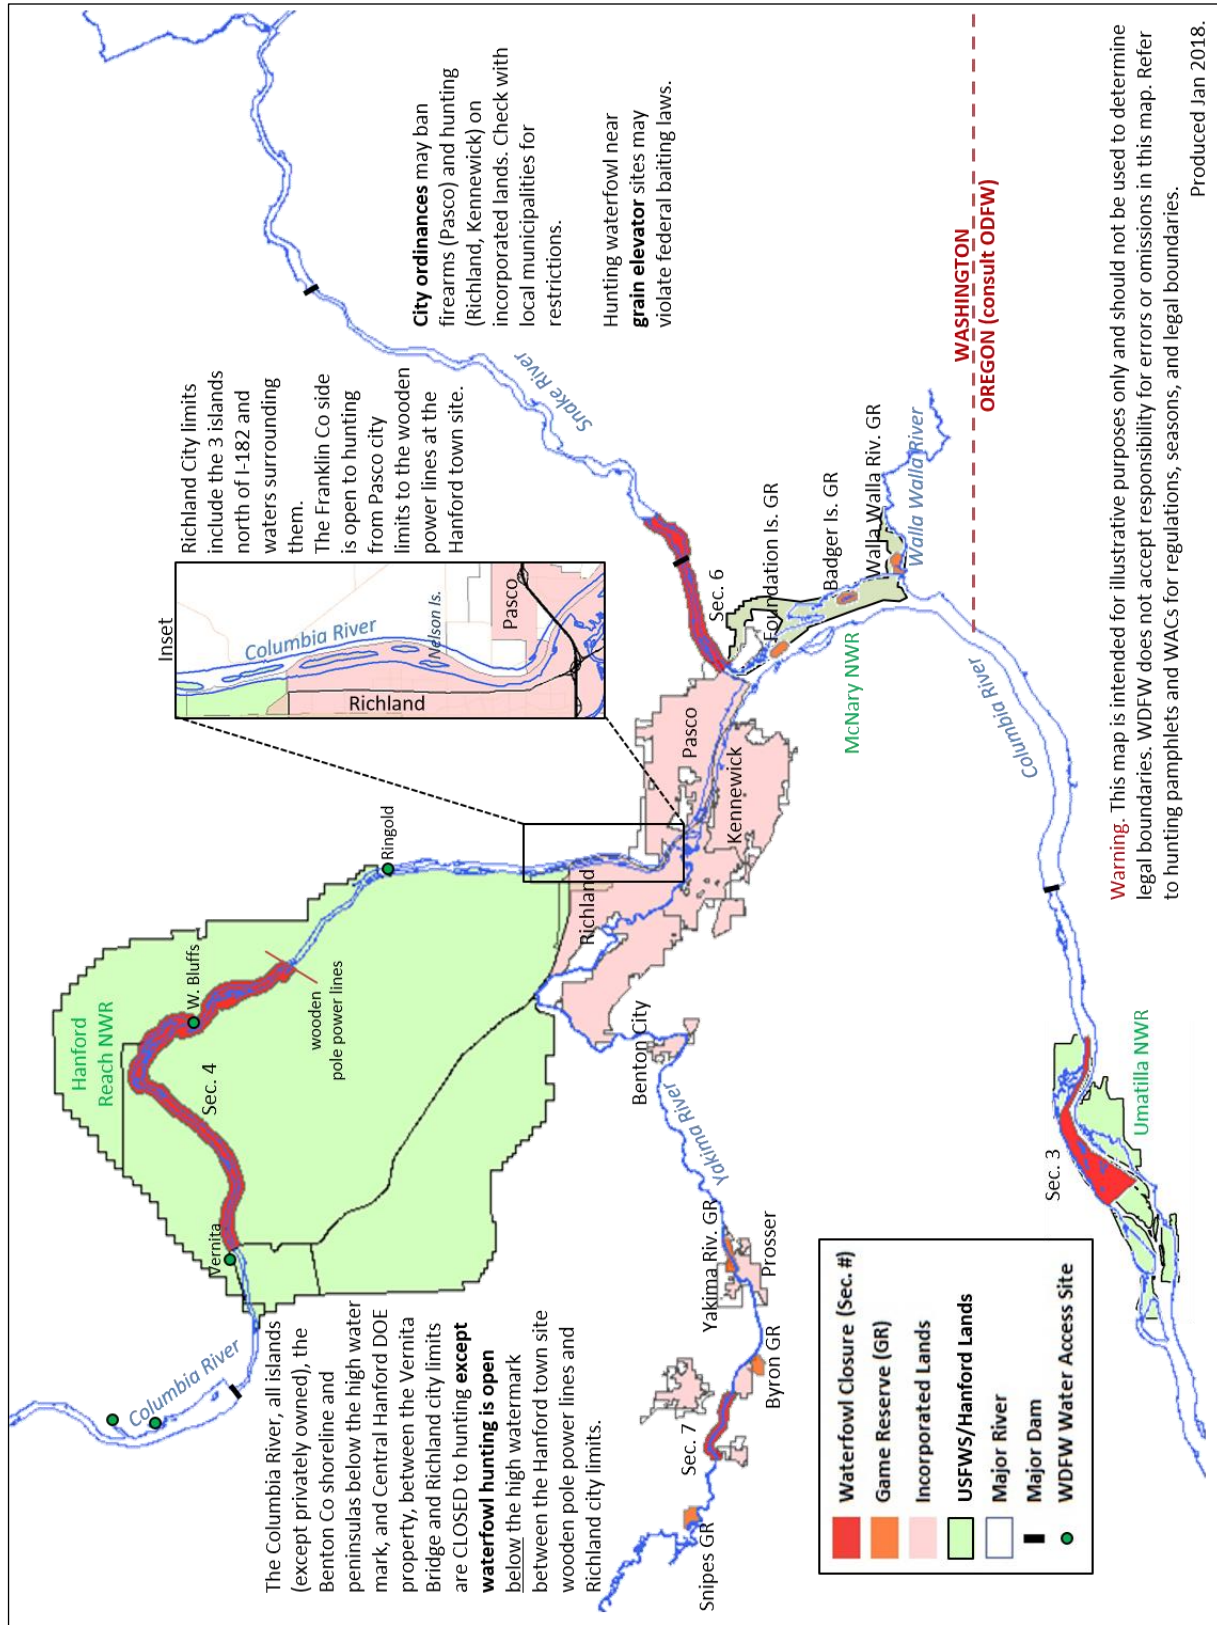 Hanford
Reach NWR
W. Bluffs
Sec. 4
Vernita
Columbia River
Columbia River
wooden
pole power lines
Ringold
The Columbia River, all islands
(except privately owned), the
Benton Co shoreline and
peninsulas below the high water
mark, and Central Hanford DOE
property, between the Vernita
Bridge and Richland city limits
are CLOSED to hunting except
waterfowl hunting is open
below the high watermark
between the Hanford town site
wooden pole power lines and
Richland city limits.
Inset
Columbia River
Nelson Is.
Richland
Pasco
Richland City limits
include the 3 islands
north of I-182 and
waters surrounding
them.
The Franklin Co side
is open to hunting
from Pasco city
limits to the wooden
power lines at the
Hanford town site.
City ordinances may ban
firearms (Pasco) and hunting
(Richland, Kennewick) on
incorporated lands. Check with
local municipalities for
restrictions.
Hunting waterfowl near
grain elevator sites may
violate federal baiting laws.
Snake River
Richland
Benton City
Yakima River
Pasco
Kennewick
Sec. 6
Foundation Is. GR
Badger Is. GR
Walla Walla Riv. GR
Walla Walla River
McNary NWR
Snipes GR
Sec. 7
Byron GR
Yakima Riv. GR
Prosser
WASHINGTON
OREGON (consult ODFW)
Sec. 3
Umatilla NWR
Waterfowl Closure (Sec. #)
Game Reserve (GR)
Incorporated Lands
USFWS/Hanford Lands
Major River
Major Dam
WDFW Water Access Site
Warning. This map is intended for illustrative purposes only and should not be used to determine
legal boundaries. WDFW does not accept responsibility for errors or omissions in this map. Refer
to hunting pamphlets and WACs for regulations, seasons, and legal boundaries.
Produced Jan 2018.